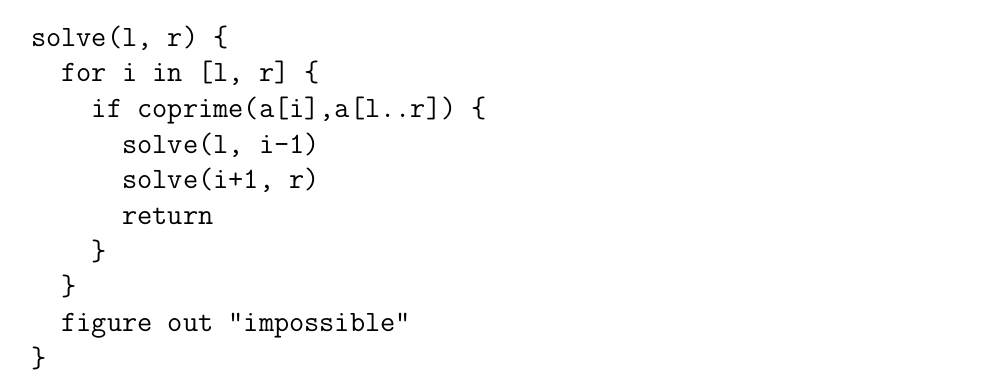 solve(l, r) {
  for i in [l, r] {
    if coprime(a[i],a[l..r]) {
      solve(l, i-1)
      solve(i+1, r)
      return
    }
  }
  figure out "impossible"
}